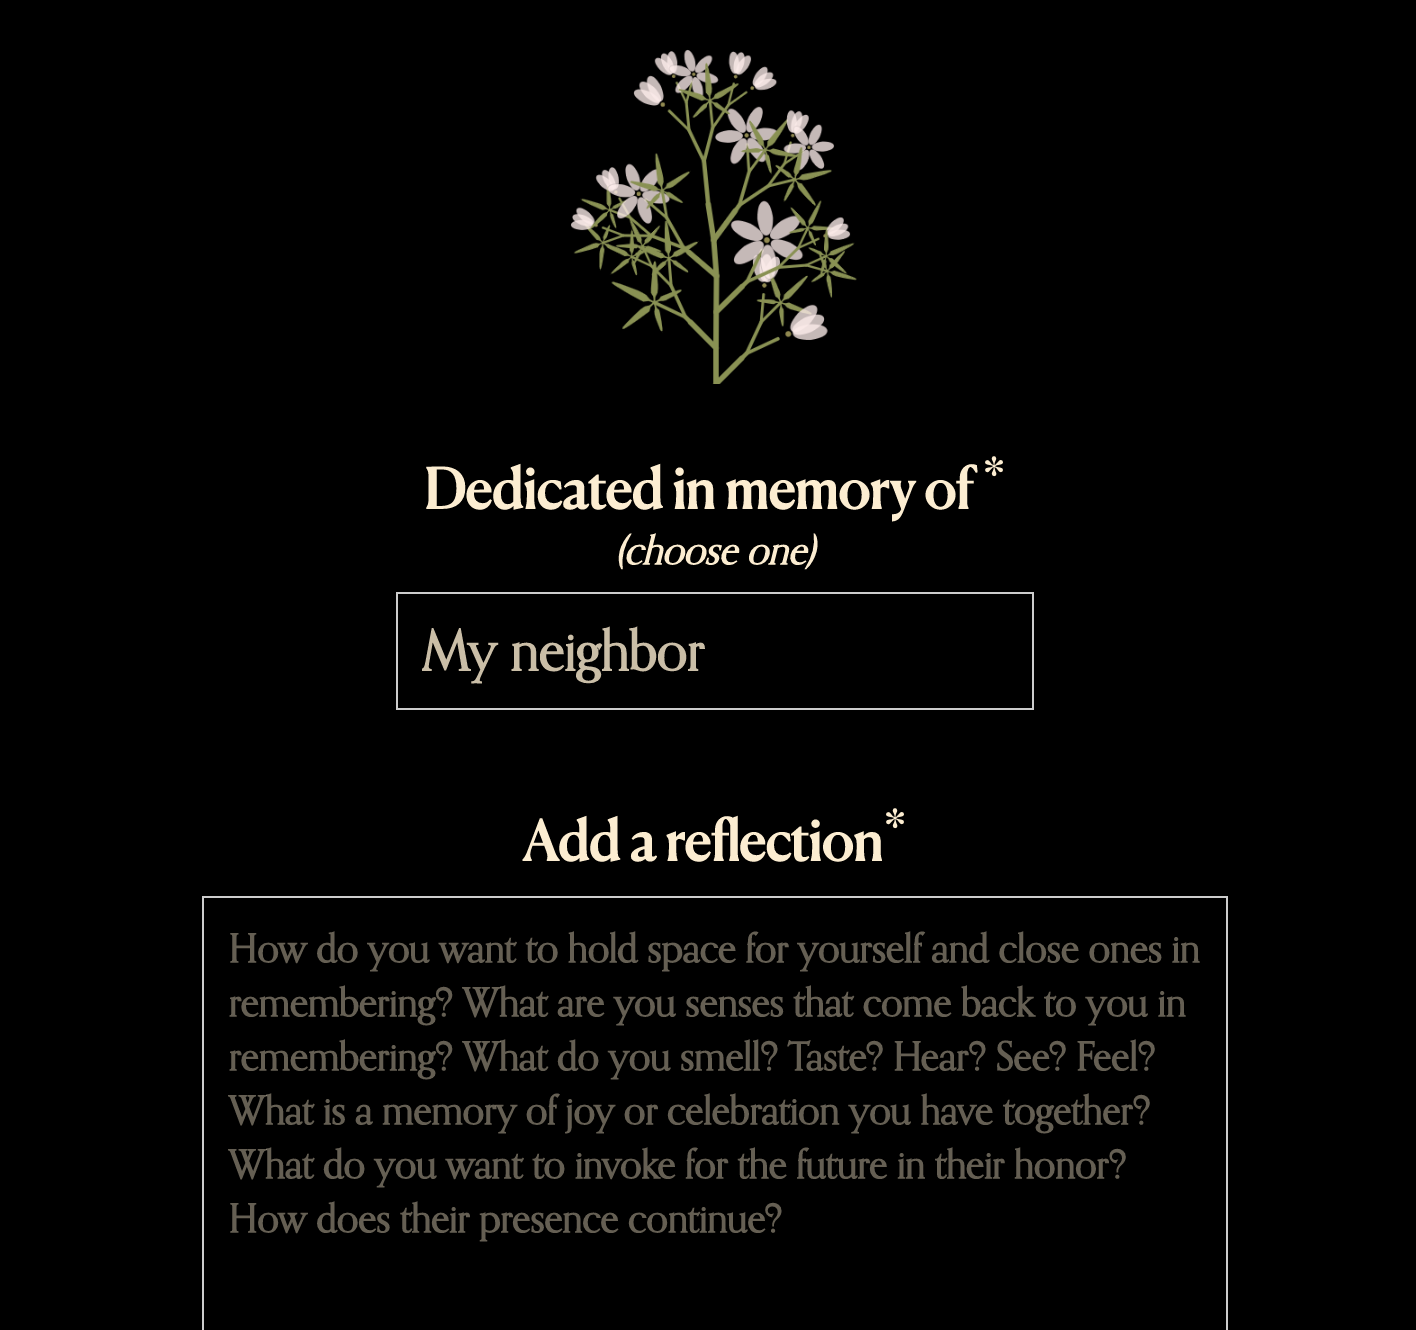 Dedicated in memory of *
(choose one)
My neighbor
Add a reflection*
How do you want to hold space for yourself and close ones in
remembering? What are you senses that come back to you in
remembering? What do you smell? Taste? Hear? See? Feel?
What is a memory of joy or celebration you have together?
What do you want to invoke for the future in their honor?
How does their presence continue?